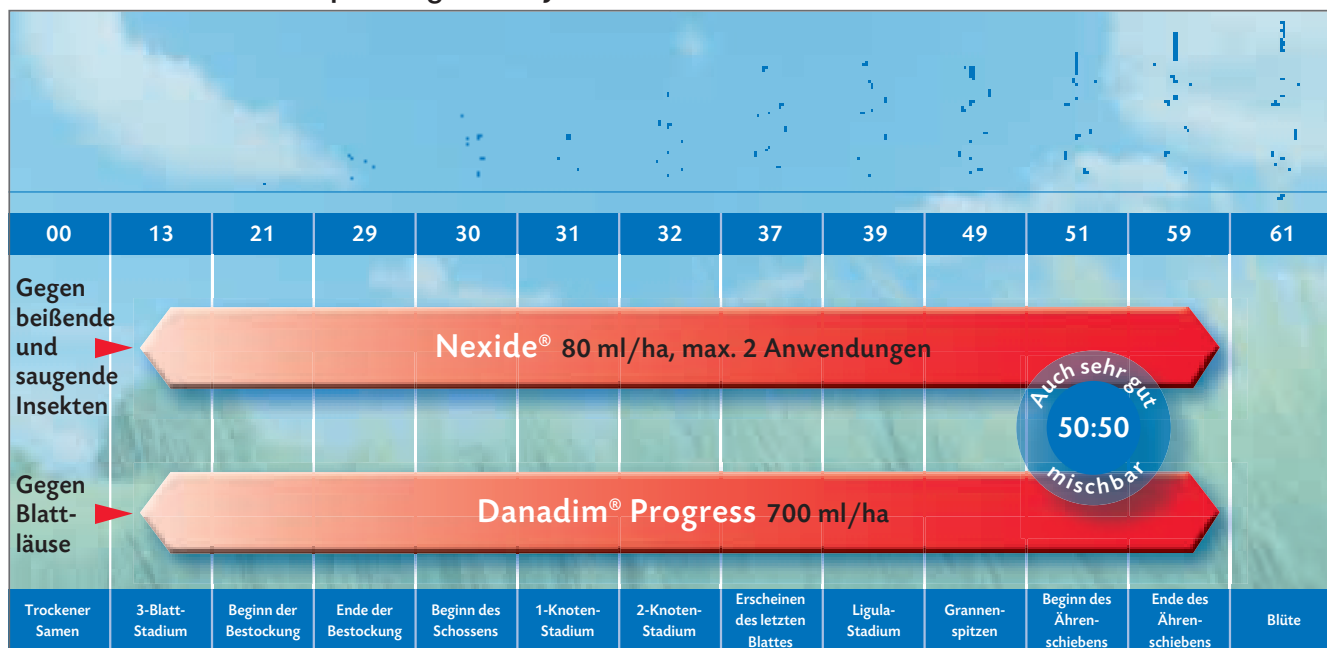 00 13 21 29 30 31 32 37 39 49 51 59 61
Gegen
beißende
und
saugende
Insekten
Nexide® 80 ml/ha, max. 2 Anwendungen
Auch sehr gut
50:50
mischbar
Gegen
Blatt-
läuse
Danadim® Progress 700 ml/ha
Trockener
Samen
3-Blatt-
Stadium
Beginn der
Bestockung
Ende der
Bestockung
Beginn des
Schossens
1-Knoten-
Stadium
2-Knoten-
Stadium
Erscheinen
des letzten
Blattes
Ligula-
Stadium
Grannen-
spitzen
Beginn des
Ähren-
schiebens
Ende des
Ähren-
schiebens
Blüte